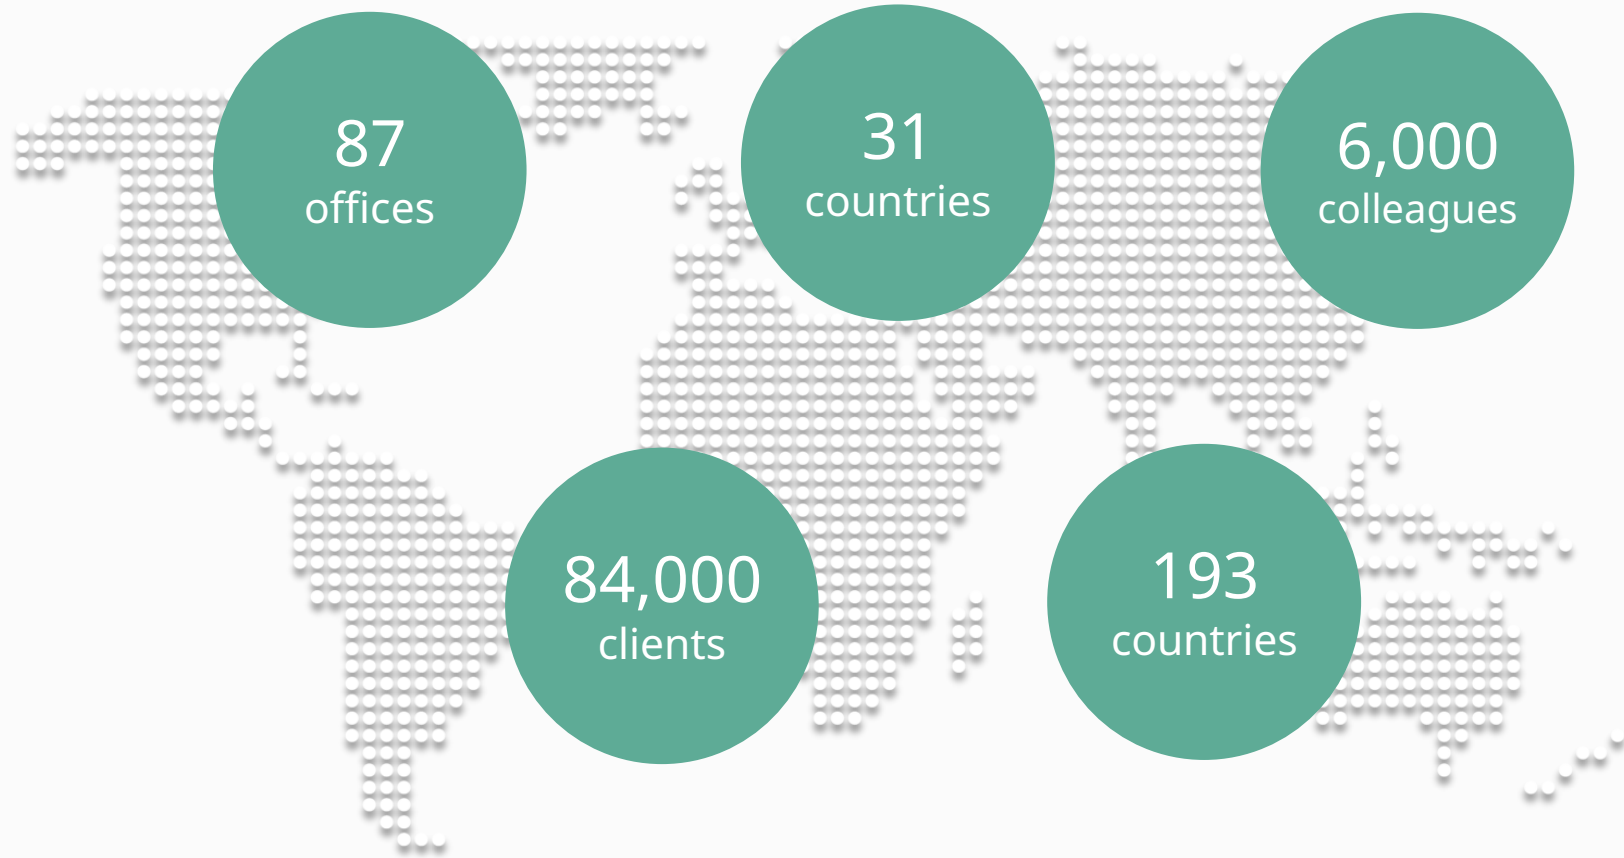 87
offices
31
countries
6,000
colleagues
84,000
clients
193
countries